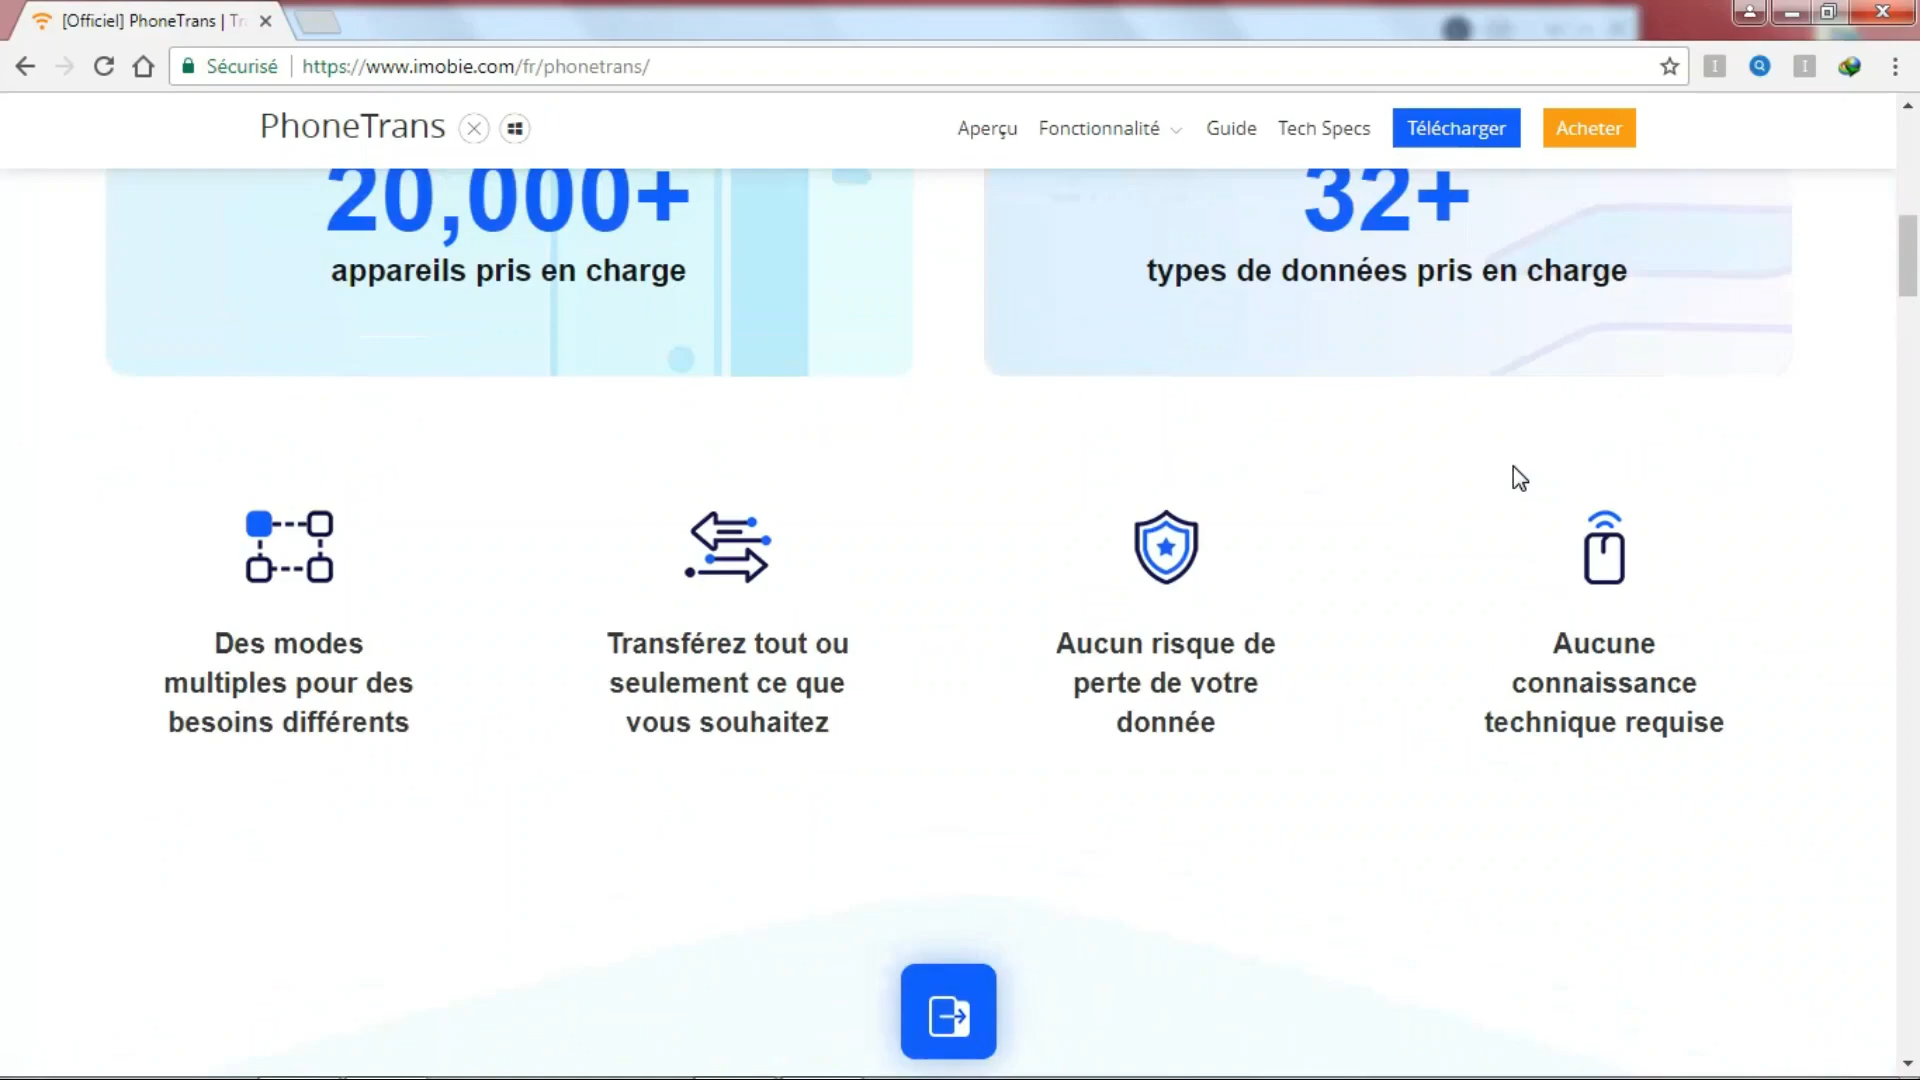 [Officiel] PhoneTrans | Tr
Sécurisé
https://www.imobie.com/fr/phonetrans/
PhoneTrans
Aperçu
Fonctionnalité
Guide
Tech Specs
Télécharger
Acheter
20,000+
appareils pris en charge
32+
types de données pris en charge
Des modes
multiples pour des
besoins différents
Transférez tout ou
seulement ce que
vous souhaitez
Aucun risque de
perte de votre
donnée
Aucune
connaissance
technique requise